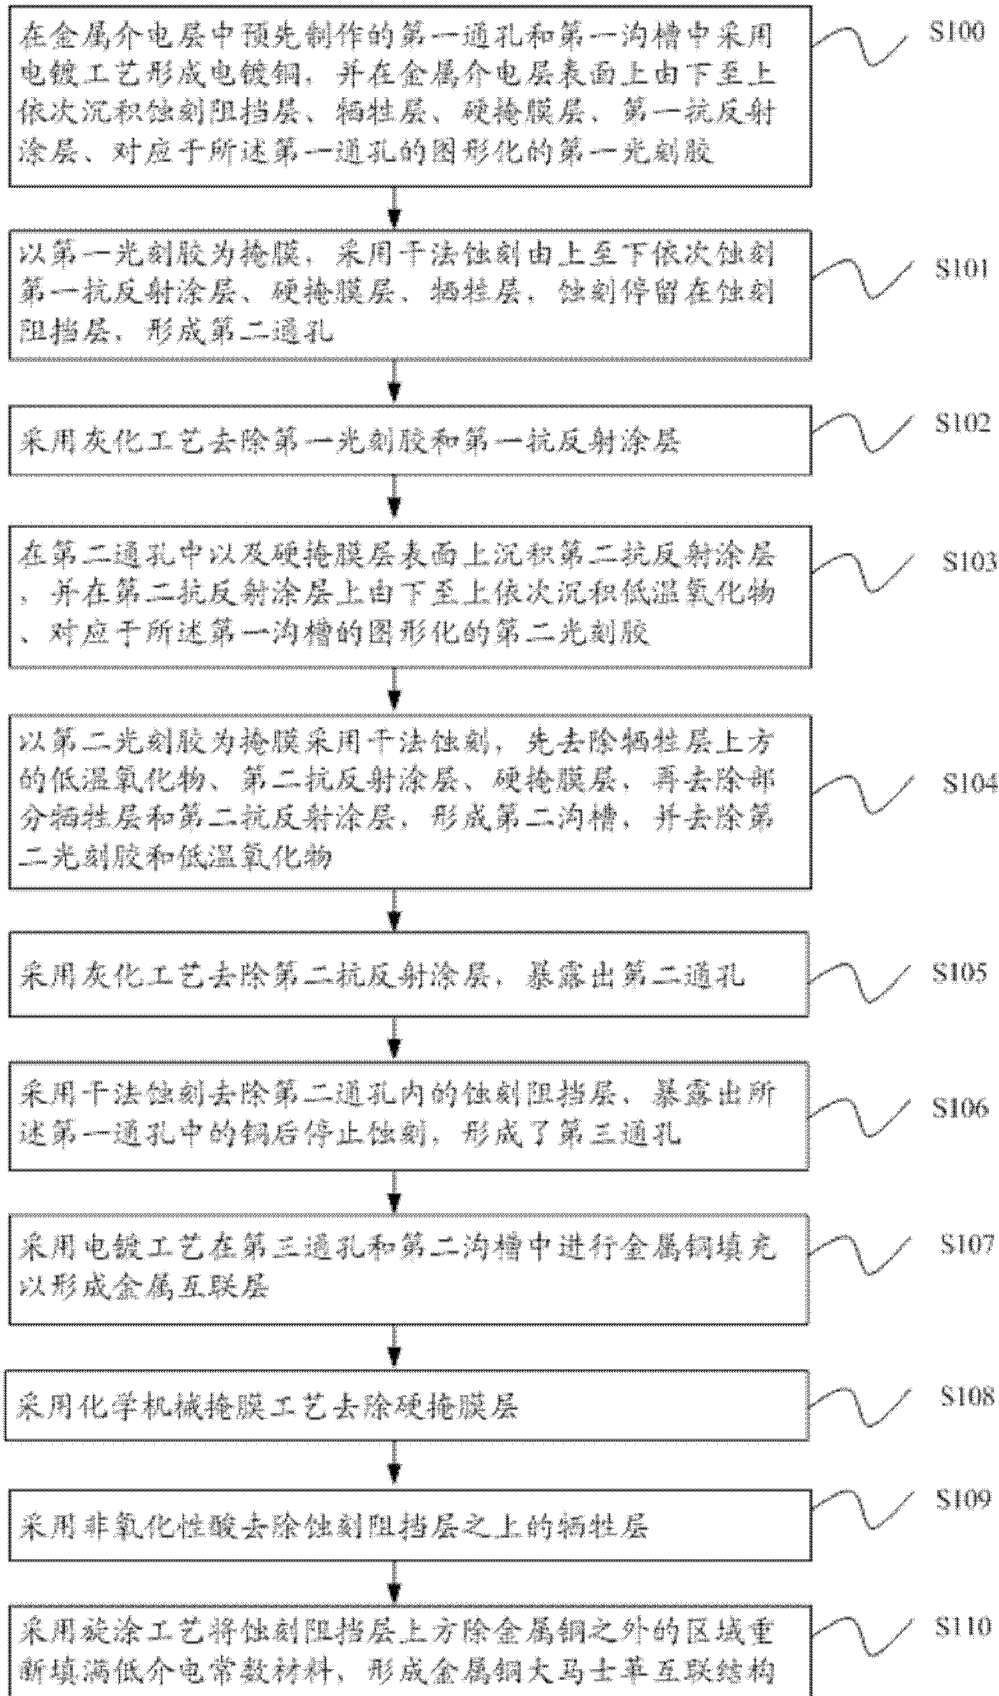 在金属介电层中预先制作的第一通孔和第一沟槽中采用
电镀工艺形成电镀铜，并在金属介电层表面上由下至上
依次沉积蚀刻阻挡层、牺牲层、硬掩膜层、第一抗反射
涂层、对应于所述第一通孔的图形化的第一光刻胶
S100
以第一光刻胶为掩膜，采用干法蚀刻由上至下依次蚀刻
第一抗反射涂层、硬掩膜层、牺牲层，蚀刻停留在蚀刻
阻挡层，形成第二通孔
S101
采用灰化工艺去除第一光刻胶和第一抗反射涂层
S102
在第二通孔中以及硬掩膜层表面上沉积第二抗反射涂层
、并在第二抗反射涂层上由下至上依次沉积低温氧化物
、对应于所述第一沟槽的图形化的第二光刻胶
S103
以第二光刻胶为掩膜采用干法蚀刻，先去除牺牲层上方
的低温氧化物、第二抗反射涂层、硬掩膜层，再去除部
分牺牲层和第二抗反射涂层，形成第二沟槽，并去除第
二光刻胶和低温氧化物
S104
采用灰化工艺去除第二抗反射涂层，暴露出第二通孔
S105
采用干法蚀刻去除第二通孔内的蚀刻阻挡层，暴露出所
述第一通孔中的铜后停止蚀刻，形成了第三通孔
S106
采用电镀工艺在第三通孔和第二沟槽中进行金属铜填充
以形成金属互联层
S107
采用化学机械掩膜工艺去除硬掩膜层
S108
采用非氧化性酸去除蚀刻阻挡层之上的牺牲层
S109
采用旋涂工艺将蚀刻阻挡层上方除金属铜之外的区域重
新填满低介电常数材料，形成金属铜大马士革互联结构
S110